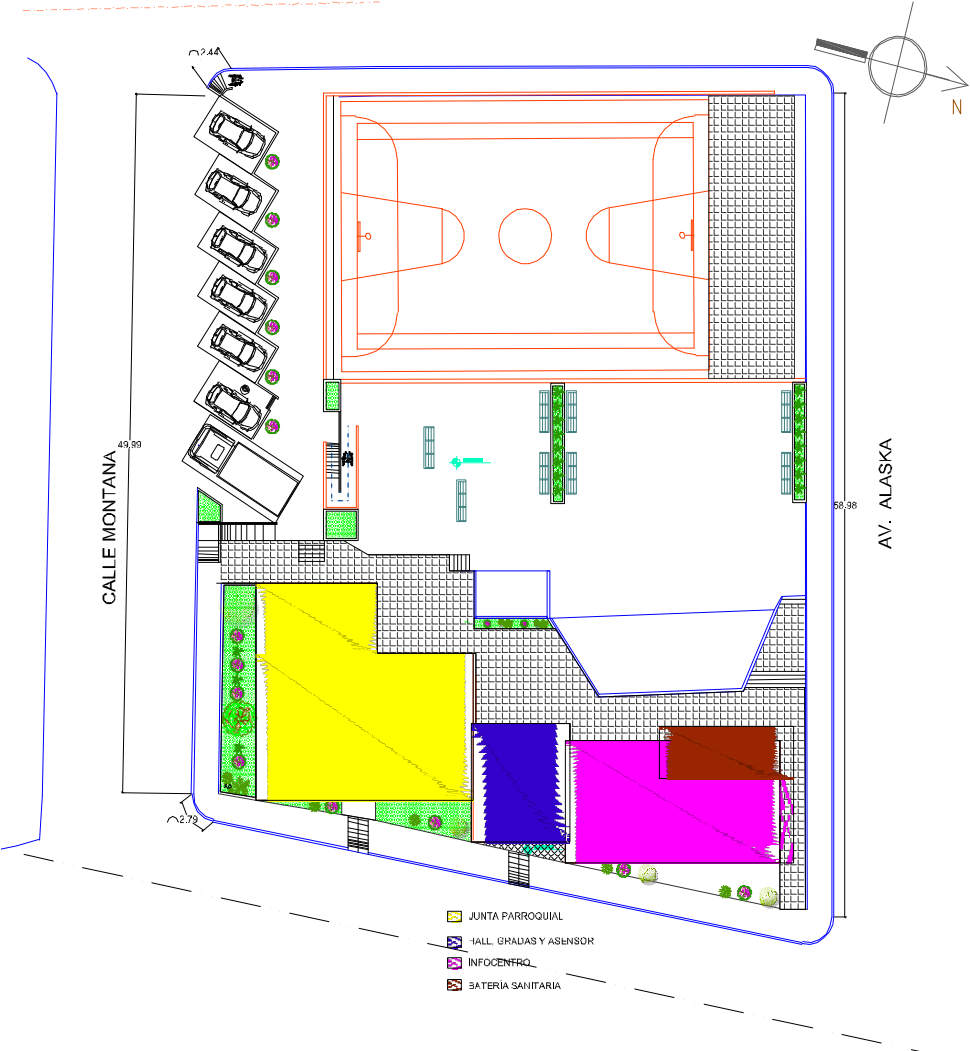 2.44
N
49.99
CALLE MONTANA
58.98
AV. ALASKA
2.79
JUNTA PARROQUIAL
HALL, GRADAS Y ASENSOR
INFOCENTRO
BATERÍA SANITARIA